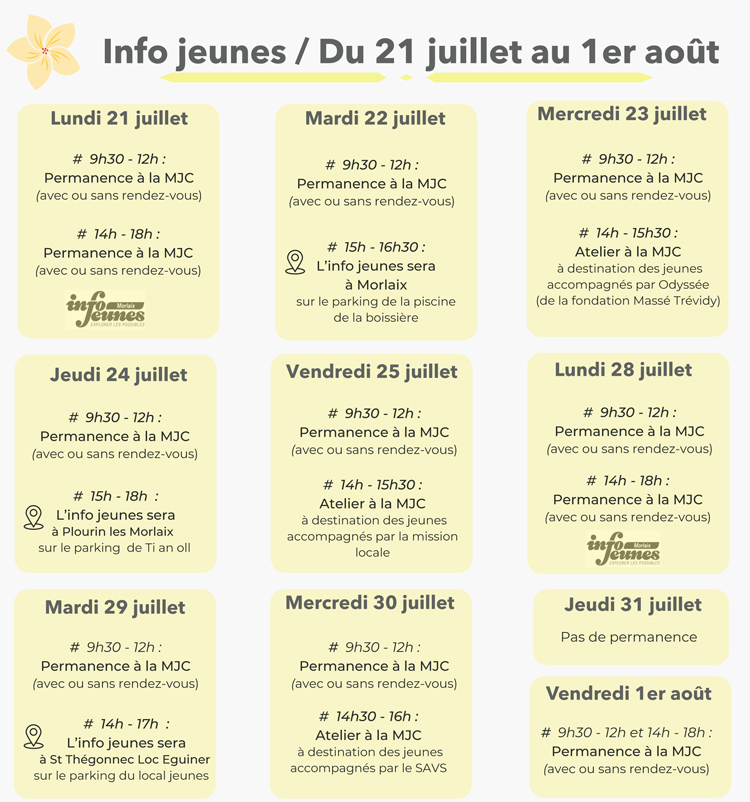 Info jeunes / Du 21 juillet au 1er août
Lundi 21 juillet
# 9h30 - 12h :
Permanence à la MJC
(avec ou sans rendez-vous)
# 14h - 18h :
Permanence à la MJC
(avec ou sans rendez-vous)
info
Morlaix
Jeunes
EXPLORER LES POSSIBLES
Mardi 22 juillet
# 9h30 - 12h :
Permanence à la MJC
(avec ou sans rendez-vous)
# 15h - 16h30 :
L'info jeunes sera
à Morlaix
sur le parking de la piscine
de la boissière
Mercredi 23 juillet
# 9h30 - 12h :
Permanence à la MJC
(avec ou sans rendez-vous)
# 14h - 15h30 :
Atelier à la MJC
à destination des jeunes
accompagnés par Odyssée
(de la fondation Massé Trévidy)
Jeudi 24 juillet
# 9h30 - 12h :
Permanence à la MJC
(avec ou sans rendez-vous)
# 15h - 18h :
L'info jeunes sera
à Plourin les Morlaix
sur le parking de Ti an oll
Vendredi 25 juillet
# 9h30 - 12h :
Permanence à la MJC
(avec ou sans rendez-vous)
# 14h - 15h30 :
Atelier à la MJC
à destination des jeunes
accompagnés par la mission
locale
Lundi 28 juillet
# 9h30 - 12h :
Permanence à la MJC
(avec ou sans rendez-vous)
# 14h - 18h :
Permanence à la MJC
(avec ou sans rendez-vous)
info
Morlaix
Jeunes
EXPLORER LES POSSIBLES
Mardi 29 juillet
# 9h30 - 12h :
Permanence à la MJC
(avec ou sans rendez-vous)
# 14h - 17h :
L'info jeunes sera
à St Thégonnec Loc Eguiner
sur le parking du local jeunes
Mercredi 30 juillet
# 9h30 - 12h :
Permanence à la MJC
(avec ou sans rendez-vous)
# 14h30 - 16h :
Atelier à la MJC
à destination des jeunes
accompagnés par le SAVS
Jeudi 31 juillet
Pas de permanence
Vendredi 1er août
# 9h30 - 12h et 14h - 18h :
Permanence à la MJC
(avec ou sans rendez-vous)